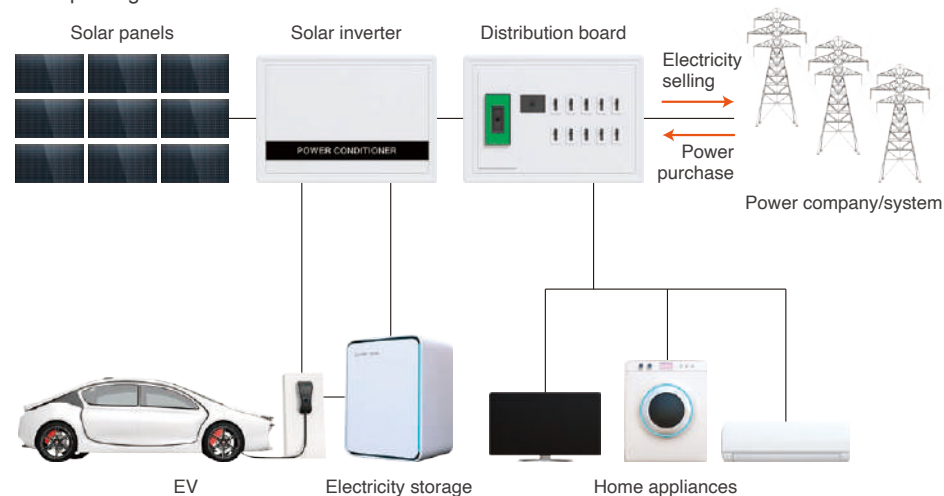 Solar panels
Solar inverter
Distribution board
Electricity
selling
POWER CONDITIONER
Power
purchase
Power company/system
EV
Electricity storage
Home appliances